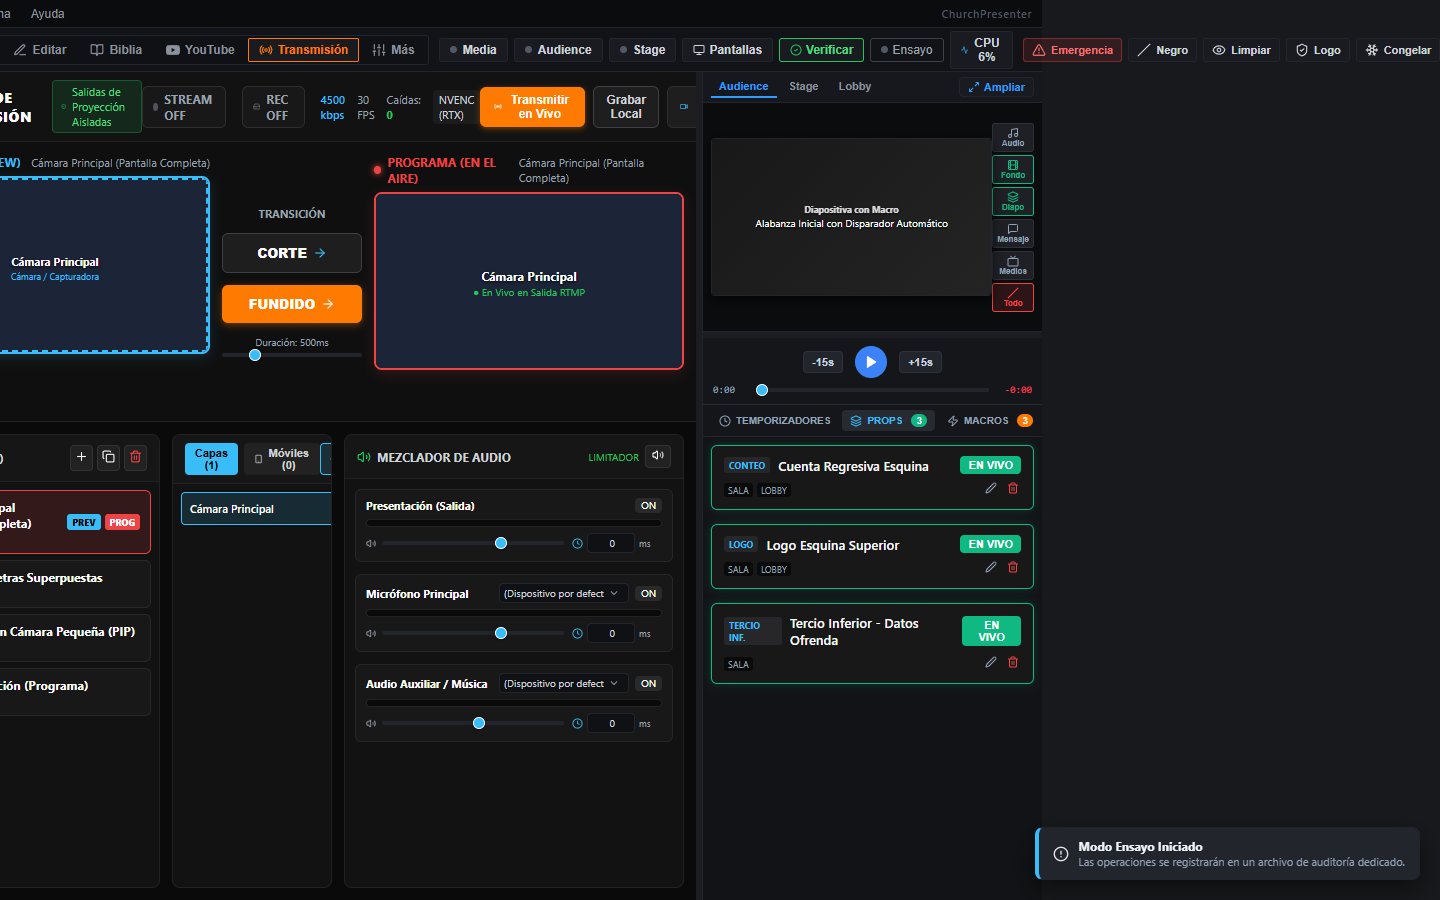 na Ayuda
ChurchPresenter
Editar Biblia YouTube Transmisión Más Media Audience Stage Pantallas Verificar Ensayo CPU 6% Emergencia Negro Limpiar Logo Congelar
DE
SIÓN
Salidas de
Proyección
Aisladas
STREAM
OFF
REC
OFF
4500
kbps
30
FPS
Caídas:
0
NVENC
(RTX)
Transmitir
en Vivo
Grabar
Local
EW) Cámara Principal (Pantalla Completa)
Cámara Principal
Cámara / Capturadora
TRANSICIÓN
CORTE
FUNDIDO
Duración: 500ms
PROGRAMA (EN EL
AIRE)
Cámara Principal (Pantalla
Completa)
Cámara Principal
En Vivo en Salida RTMP
)
pal
pleta)
PREV PROG
etras Superpuestas
n Cámara Pequeña (PIP)
ción (Programa)
Capas
(1)
Móviles
(0)
Cámara Principal
MEZCLADOR DE AUDIO LIMITADOR
Presentación (Salida) ON
0 ms
Micrófono Principal (Dispositivo por defect ON
0 ms
Audio Auxiliar / Música (Dispositivo por defect ON
0 ms
Audience Stage Lobby Ampliar
Diapositiva con Macro
Alabanza Inicial con Disparador Automático
Audio
Fondo
Diapo
Mensaje
Medios
Todo
-15s +15s
0:00 -0:00
TEMPORIZADORES PROPS 3 MACROS 3
CONTEO Cuenta Regresiva Esquina EN VIVO
SALA LOBBY
LOGO Logo Esquina Superior EN VIVO
SALA LOBBY
TERCIO
INF.
Tercio Inferior - Datos
Ofrenda
EN
VIVO
SALA
Modo Ensayo Iniciado
Las operaciones se registrarán en un archivo de auditoría dedicado.